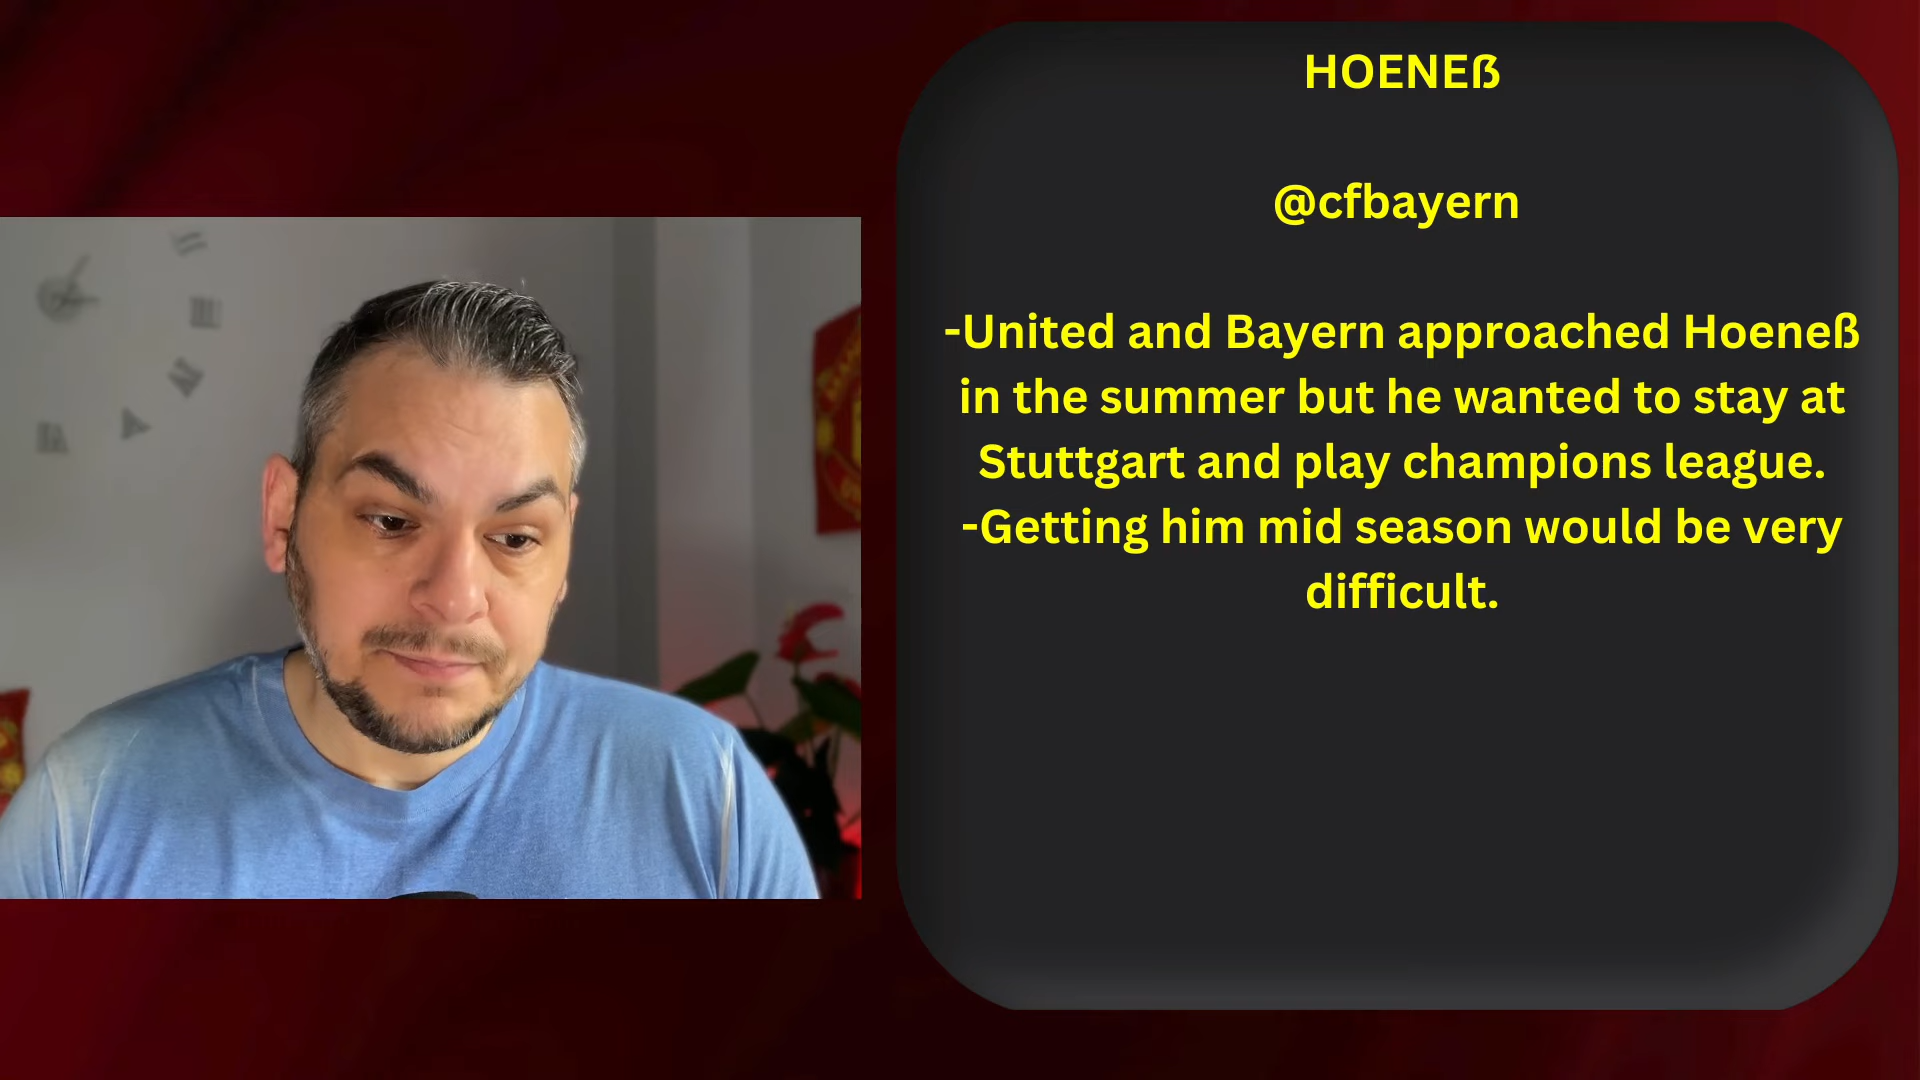 HOENEß
@cfbayern
-United and Bayern approached Hoeneß
in the summer but he wanted to stay at
Stuttgart and play champions league.
-Getting him mid season would be very
difficult.